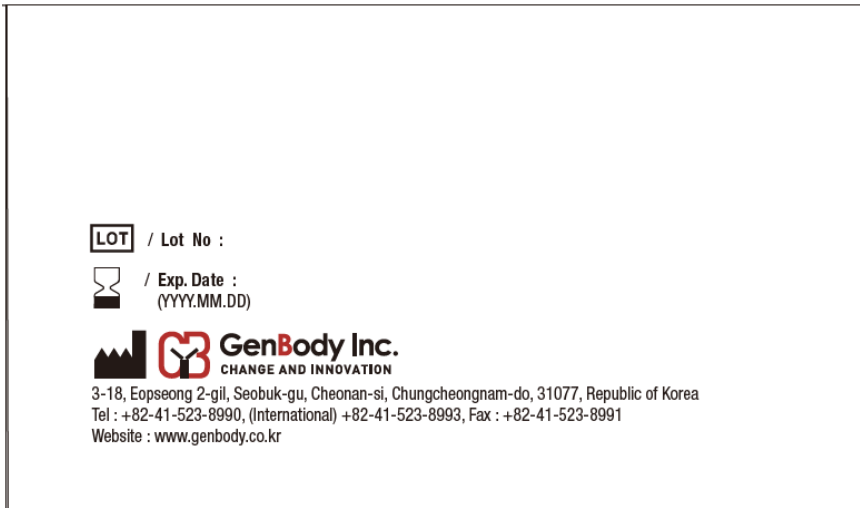 LOT / Lot No :
/ Exp. Date :
(YYYY.MM.DD)
GenBody Inc.
CHANGE AND INNOVATION
3-18, Eopseong 2-gil, Seobuk-gu, Cheonan-si, Chungcheongnam-do, 31077, Republic of Korea
Tel : +82-41-523-8990, (International) +82-41-523-8993, Fax : +82-41-523-8991
Website : www.genbody.co.kr